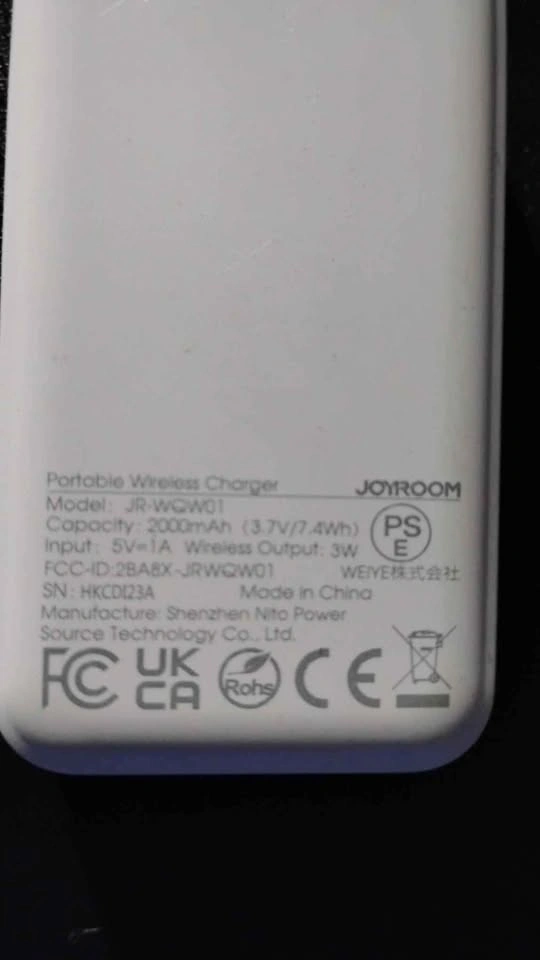 Portable Wireless Charger JOYROOM
Model: JR-WQW01
Capacity: 2000mAh (3.7V/7.4Wh) PS E
Input: 5V=1A Wireless Output: 3W
FCC-ID:2BA8X-JRWQW01 WEIYE株式会社
SN: HKCDI23A Made in China
Manufacture: Shenzhen Nito Power
Source Technology Co., Ltd.
FC UK CA Rohs CE